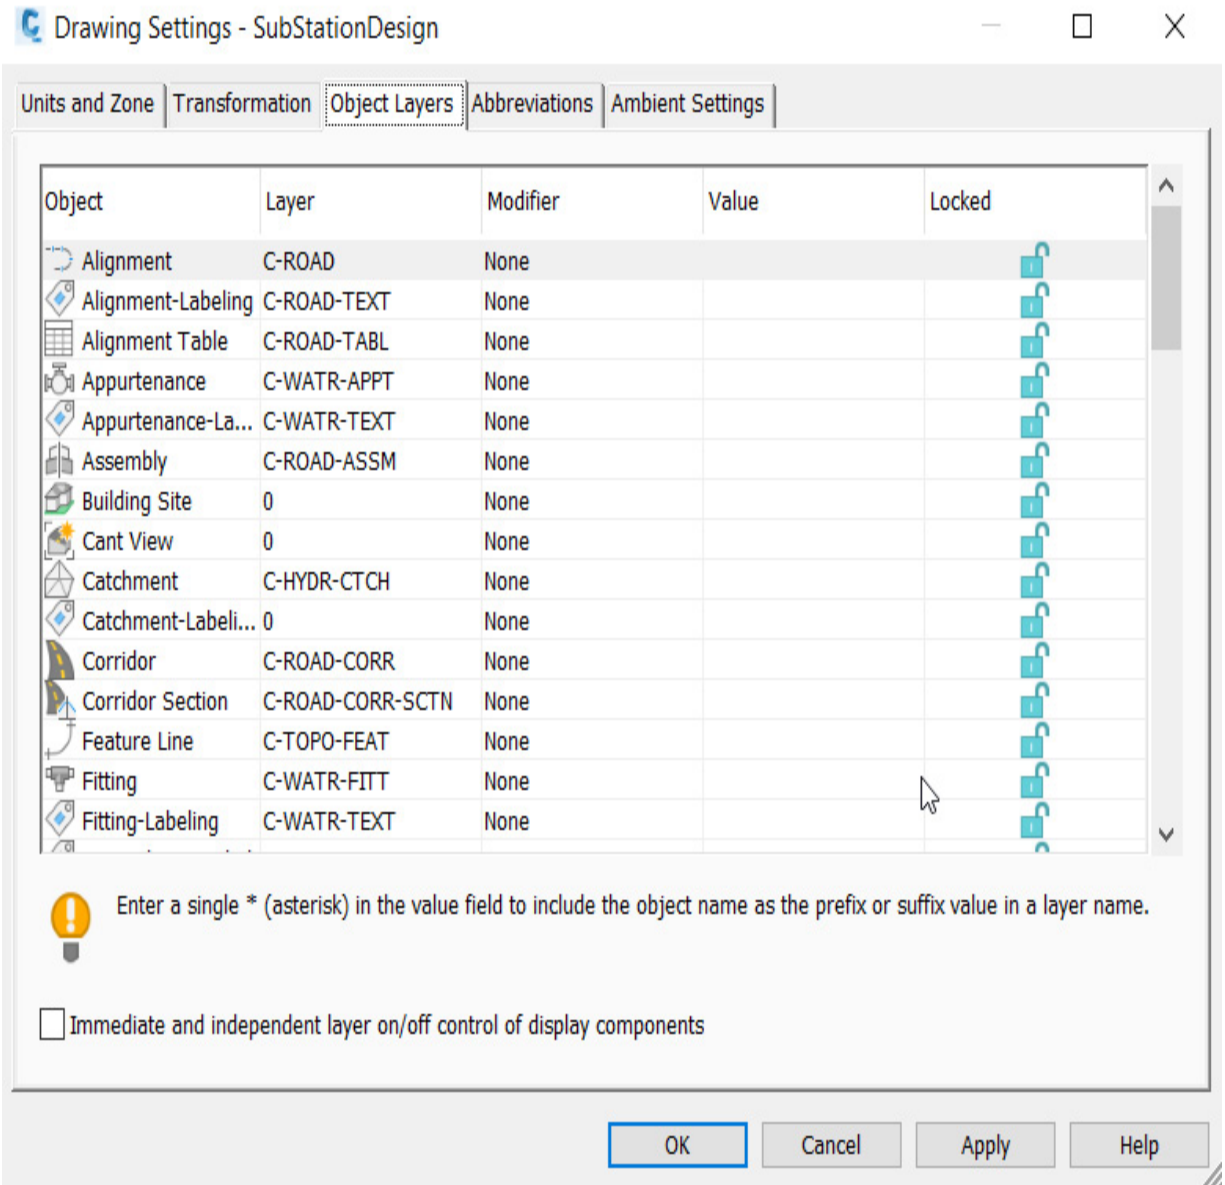 Drawing Settings - SubStationDesign
Units and Zone Transformation Object Layers Abbreviations Ambient Settings
Object Layer Modifier Value Locked
Alignment C-ROAD None
Alignment-Labeling C-ROAD-TEXT None
Alignment Table C-ROAD-TABL None
Appurtenance C-WATR-APPT None
Appurtenance-La... C-WATR-TEXT None
Assembly C-ROAD-ASSM None
Building Site 0 None
Cant View 0 None
Catchment C-HYDR-CTCH None
Catchment-Labeli... 0 None
Corridor C-ROAD-CORR None
Corridor Section C-ROAD-CORR-SCTN None
Feature Line C-TOPO-FEAT None
Fitting C-WATR-FITT None
Fitting-Labeling C-WATR-TEXT None
Enter a single * (asterisk) in the value field to include the object name as the prefix or suffix value in a layer name.
Immediate and independent layer on/off control of display components
OK Cancel Apply Help